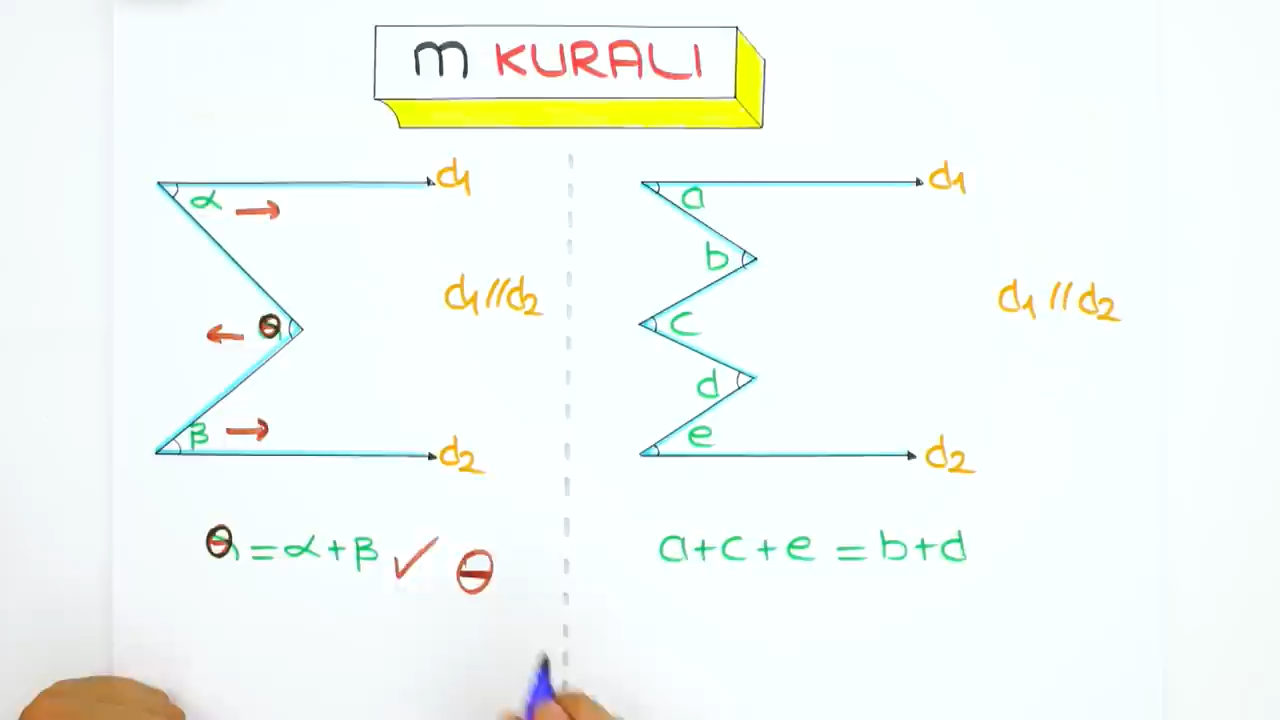 m KURALI
d1
α
θ
d1//d2
β
d2
θ = α + β ✓ θ
d1
a
b
c
d1 // d2
d
e
d2
a + c + e = b + d